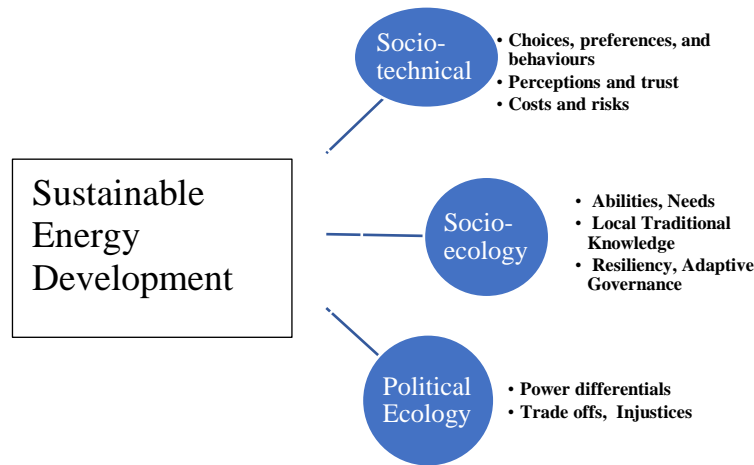 Sustainable
Energy
Development
Socio-
technical
• Choices, preferences, and
behaviours
• Perceptions and trust
• Costs and risks
Socio-
ecology
• Abilities, Needs
• Local Traditional
Knowledge
• Resiliency, Adaptive
Governance
Political
Ecology
• Power differentials
• Trade offs, Injustices